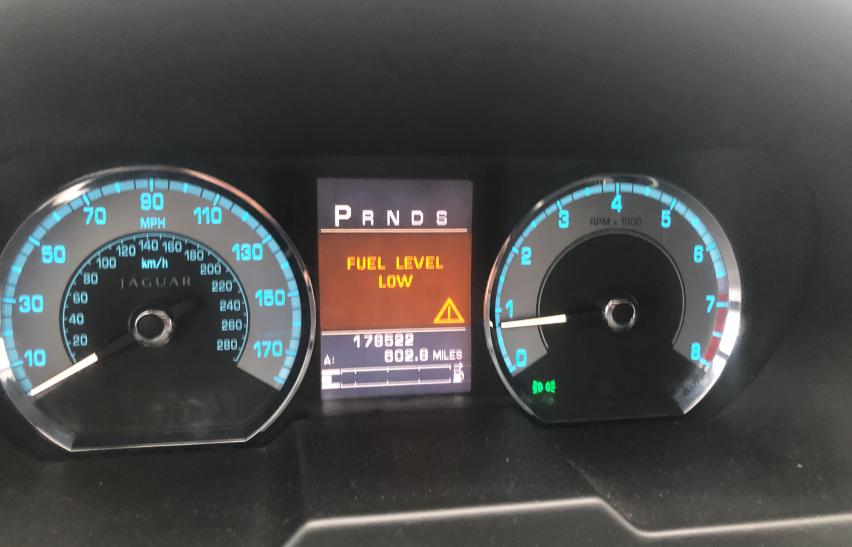 10 30 50 70 90 110 130 150 170
MPH
20 40 60 80 100 120 140 160 180 200 220 240 260 280
km/h
JAGUAR
P R N D S
FUEL LEVEL
LOW
178522
A: 602.8 MILES
0 1 2 3 4 5 6 7 8
RPM x 1000